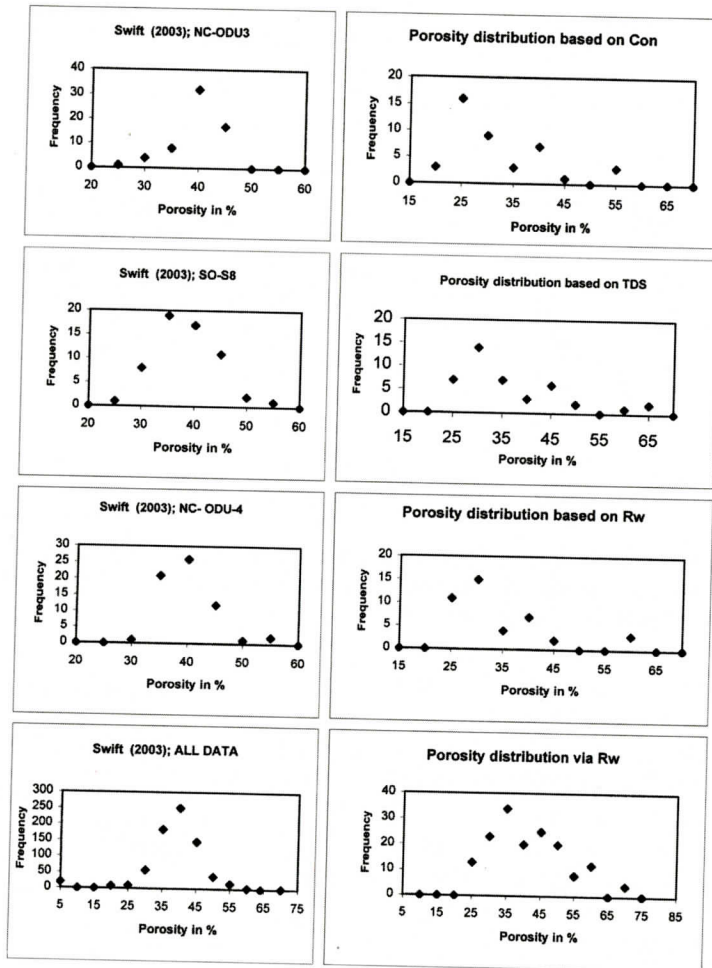 Swift (2003); NC-ODU3
Frequency
40
30
20
10
0
20 30 40 50 60
Porosity in %
Porosity distribution based on Con
Frequency
20
15
10
5
0
15 25 35 45 55 65
Porosity in %
Swift (2003); SO-S8
Frequency
20
15
10
5
0
20 30 40 50 60
Porosity in %
Porosity distribution based on TDS
Frequency
20
15
10
5
0
15 25 35 45 55 65
Porosity in %
Swift (2003); NC- ODU-4
Frequency
30
25
20
15
10
5
0
20 30 40 50 60
Porosity in %
Porosity distribution based on Rw
Frequency
20
15
10
5
0
15 25 35 45 55 65
Porosity in %
Swift (2003); ALL DATA
Frequency
300
250
200
150
100
50
0
5 15 25 35 45 55 65 75
Porosity in %
Porosity distribution via Rw
Frequency
40
30
20
10
0
5 15 25 35 45 55 65 75 85
Porosity in %